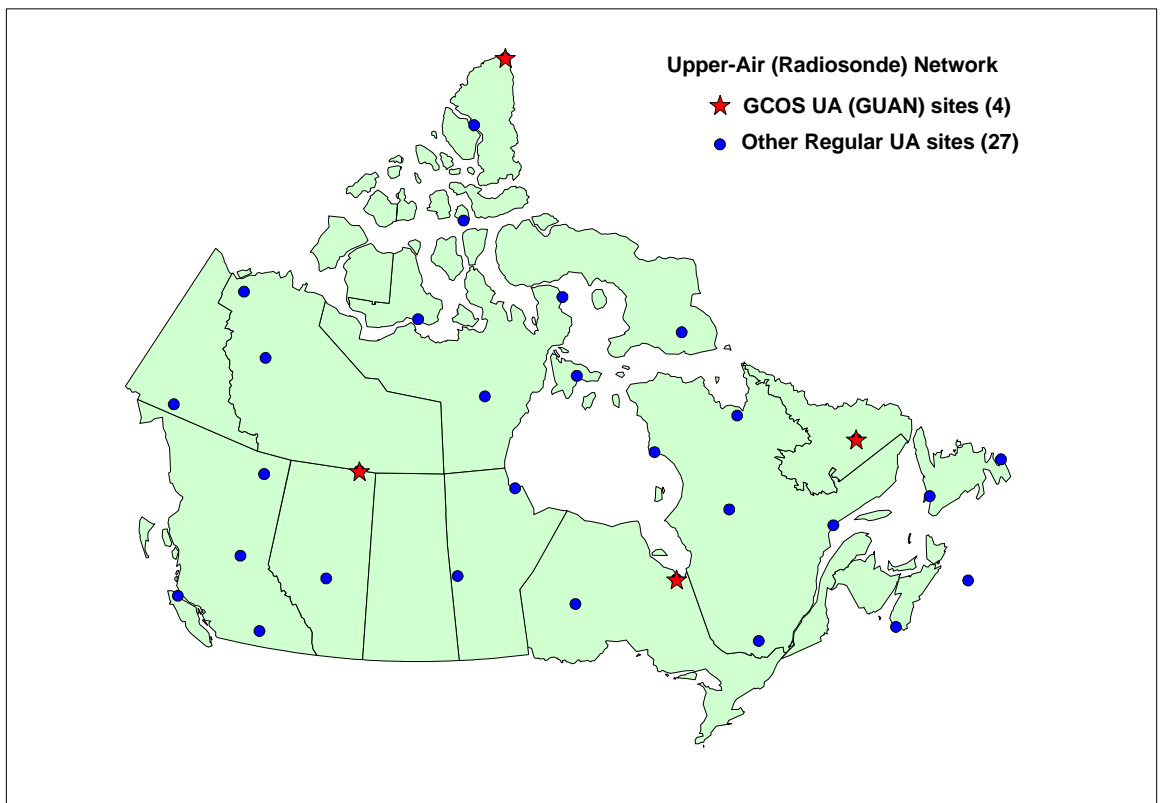 Upper-Air (Radiosonde) Network
GCOS UA (GUAN) sites (4)
Other Regular UA sites (27)